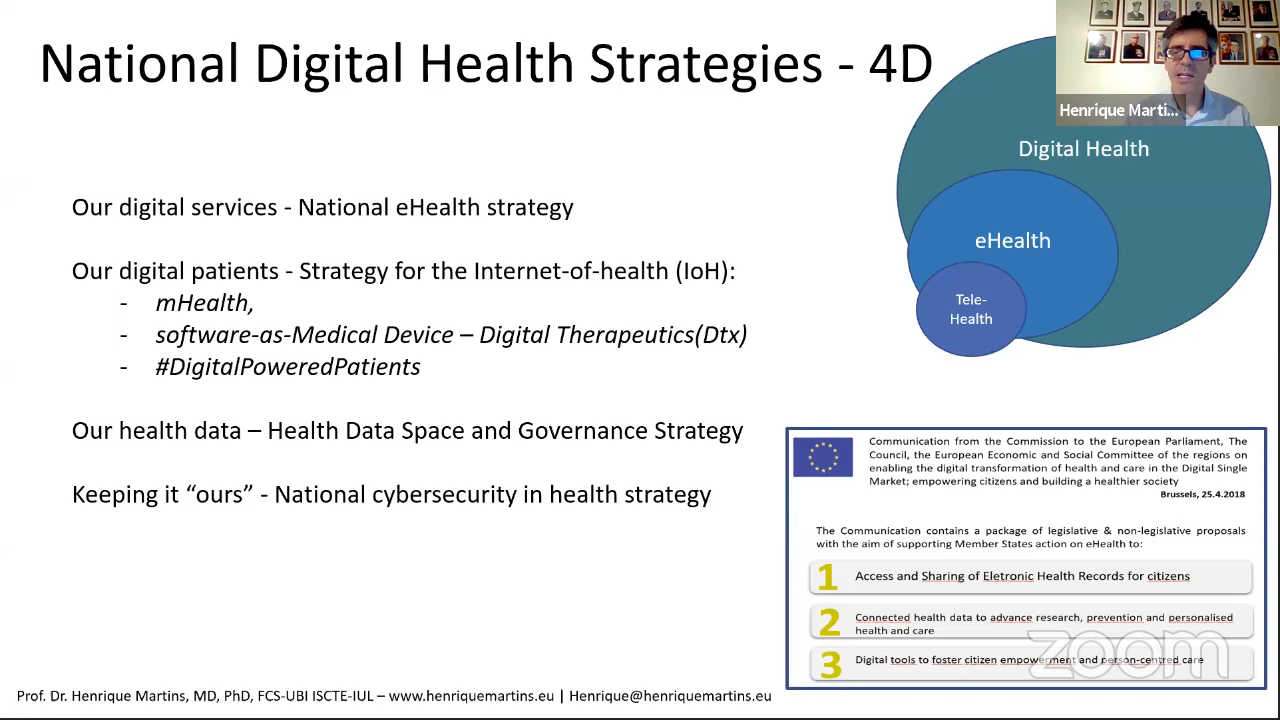 National Digital Health Strategies - 4D
Henrique Marti...
Digital Health
eHealth
Tele-
Health
Our digital services - National eHealth strategy
Our digital patients - Strategy for the Internet-of-health (IoH):
- mHealth,
- software-as-Medical Device – Digital Therapeutics(Dtx)
- #DigitalPoweredPatients
Our health data – Health Data Space and Governance Strategy
Keeping it “ours” - National cybersecurity in health strategy
Communication from the Commission to the European Parliament, The
Council, the European Economic and Social Committee of the regions on
enabling the digital transformation of health and care in the Digital Single
Market; empowering citizens and building a healthier society
Brussels, 25.4.2018
The Communication contains a package of legislative & non-legislative proposals
with the aim of supporting Member States action on eHealth to:
1 Access and Sharing of Eletronic Health Records for citizens
2 Connected health data to advance research, prevention and personalised
health and care
3 Digital tools to foster citizen empowerment and person-centred care
zoom
Prof. Dr. Henrique Martins, MD, PhD, FCS-UBI ISCTE-IUL – www.henriquemartins.eu | Henrique@henriquemartins.eu